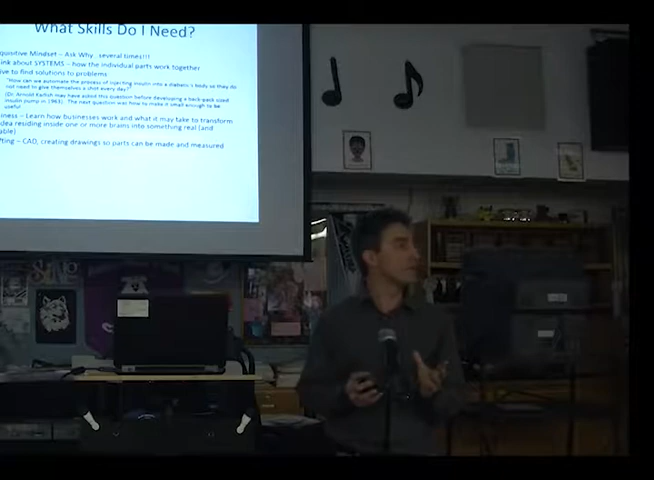 What Skills Do I Need?
quisitive Mindset – Ask Why several times!!!
ink about SYSTEMS – how the individual parts work together
ive to find solutions to problems
"How can we automate the process of injecting insulin into a diabetic's body so they do
not need to give themselves a shot every day?"
(Dr. Arnold Kadish may have asked this question before developing a back-pack sized
insulin pump in 1963). The next question was how to make it small enough to be
useful
iness – Learn how businesses work and what it may take to transform
dea residing inside one or more brains into something real (and
able)
fting – CAD, creating drawings so parts can be made and measured